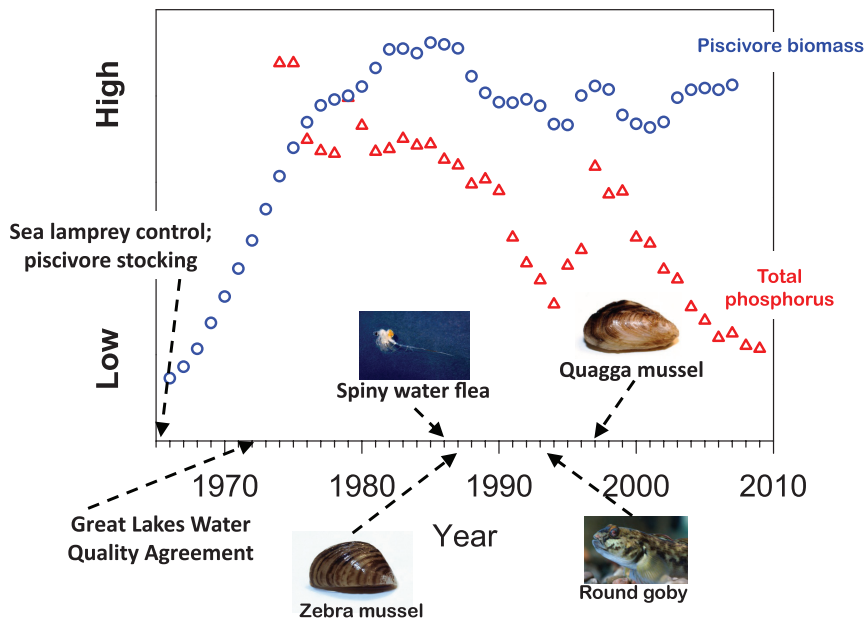 High
Low
Piscivore biomass
Sea lamprey control;
piscivore stocking
Total
phosphorus
Spiny water flea
Quagga mussel
1970
1980
1990
2000
2010
Year
Great Lakes Water
Quality Agreement
Zebra mussel
Round goby